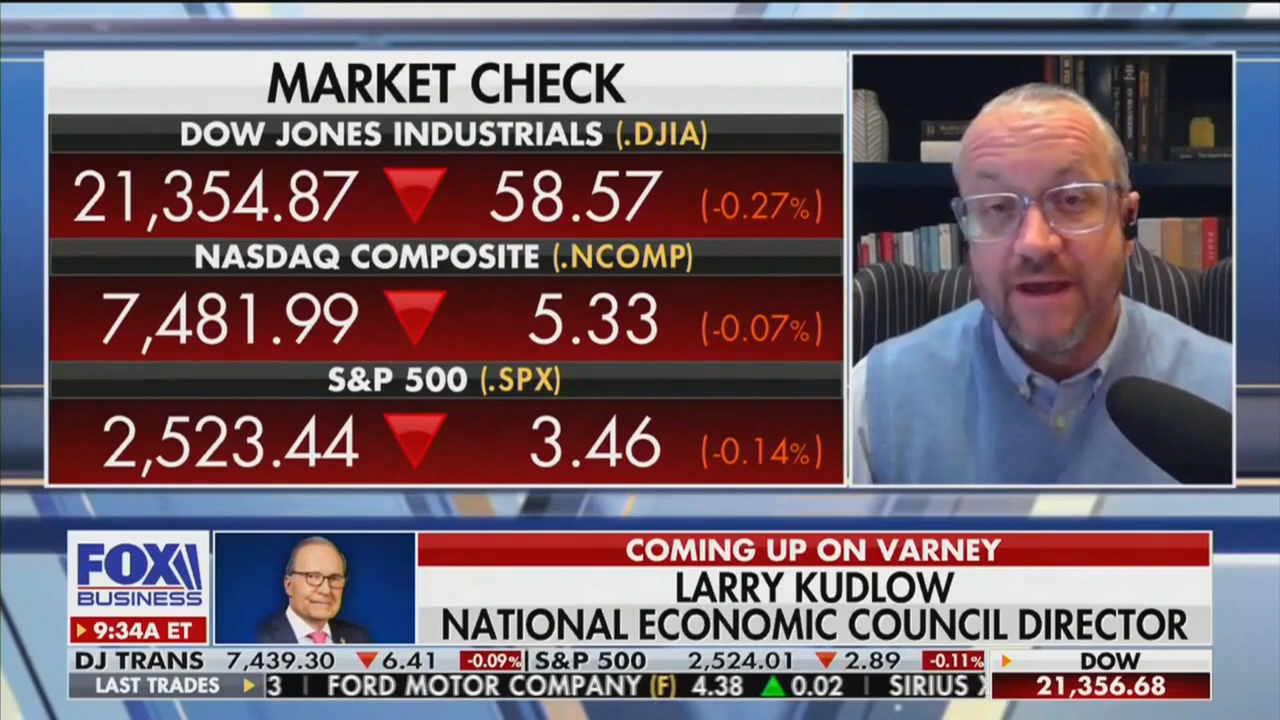 MARKET CHECK
DOW JONES INDUSTRIALS (.DJIA)
21,354.87 58.57 (-0.27%)
NASDAQ COMPOSITE (.NCOMP)
7,481.99 5.33 (-0.07%)
S&P 500 (.SPX)
2,523.44 3.46 (-0.14%)
FOX
BUSINESS
9:34A ET
COMING UP ON VARNEY
LARRY KUDLOW
NATIONAL ECONOMIC COUNCIL DIRECTOR
DJ TRANS 7,439.30 6.41 -0.09% S&P 500 2,524.01 2.89 -0.11% DOW
LAST TRADES 3 FORD MOTOR COMPANY (F) 4.38 0.02 SIRIUS 21,356.68